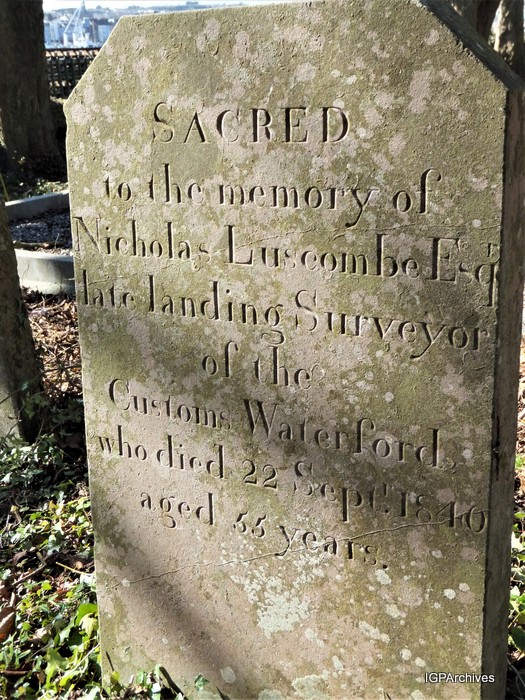 SACRED
to the memory of
Nicholas Luscombe Esqr
late landing Surveyor
of the
Customs Waterford,
who died 22 Sept. 1840
aged 55 years.
IGPArchives